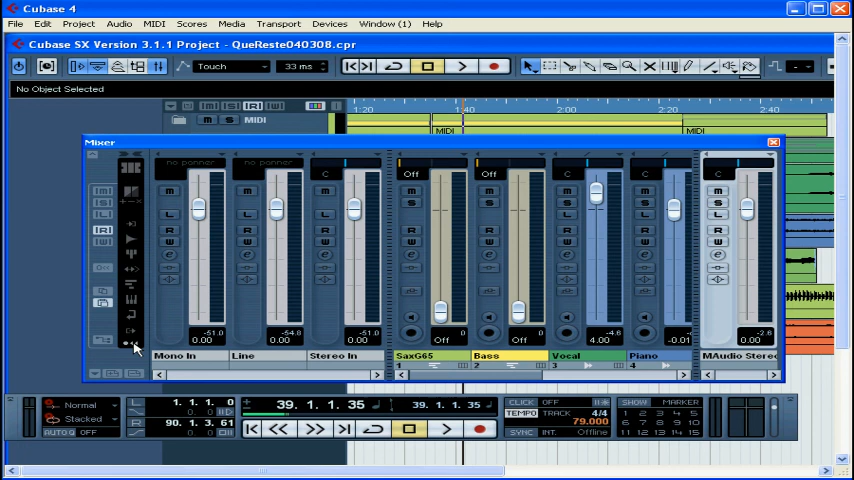 Cubase 4
File Edit Project Audio MIDI Scores Media Transport Devices Window (1) Help
Cubase SX Version 3.1.1 Project - QueReste040308.cpr
Touch 33 ms
No Object Selected
M S R W 1:20 1:40 2:20 2:40
M S MIDI
MIDI MIDI
Mixer
no panner no panner C Off Off C C
M M M M M M M M
S S S S S
L L L
R R R R R R R R
W W W W W W W W
e e e e e e e e
-51.0 -54.8 -51.0 0 0 -4.6 0 -2.6
0.00 0.00 0.00 Off Off 4.00 -0.01 0.00
Mono In Line Stereo In SaxG65 Bass Vocal Piano MAudio Stereo
1 2 3 4
Normal L 1. 1. 1. 0 39. 1. 1. 35 39. 1. 1. 35 CLICK OFF SHOW MARKER
Stacked 0. 0 TEMPO TRACK 4/4 1 2 3 4 5
R 90. 1. 3. 61 79.000 6 7 8 9 10
AUTO Q OFF 0. 0 SYNC INT. Offline 11 12 13 14 15